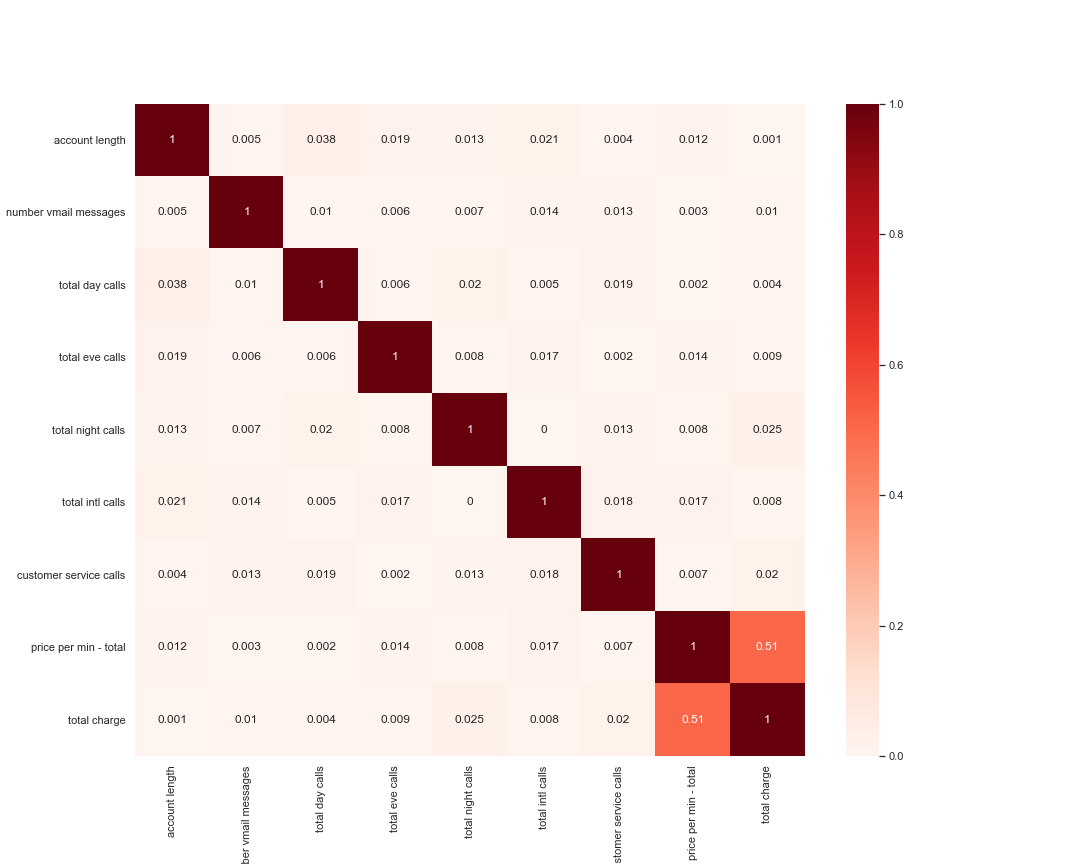 account length 1 0.005 0.038 0.019 0.013 0.021 0.004 0.012 0.001
number vmail messages 0.005 1 0.01 0.006 0.007 0.014 0.013 0.003 0.01
total day calls 0.038 0.01 1 0.006 0.02 0.005 0.019 0.002 0.004
total eve calls 0.019 0.006 0.006 1 0.008 0.017 0.002 0.014 0.009
total night calls 0.013 0.007 0.02 0.008 1 0 0.013 0.008 0.025
total intl calls 0.021 0.014 0.005 0.017 0 1 0.018 0.017 0.008
customer service calls 0.004 0.013 0.019 0.002 0.013 0.018 1 0.007 0.02
price per min - total 0.012 0.003 0.002 0.014 0.008 0.017 0.007 1 0.51
total charge 0.001 0.01 0.004 0.009 0.025 0.008 0.02 0.51 1
account length
ber vmail messages
total day calls
total eve calls
total night calls
total intl calls
stomer service calls
price per min - total
total charge
1.0
0.8
0.6
0.4
0.2
0.0